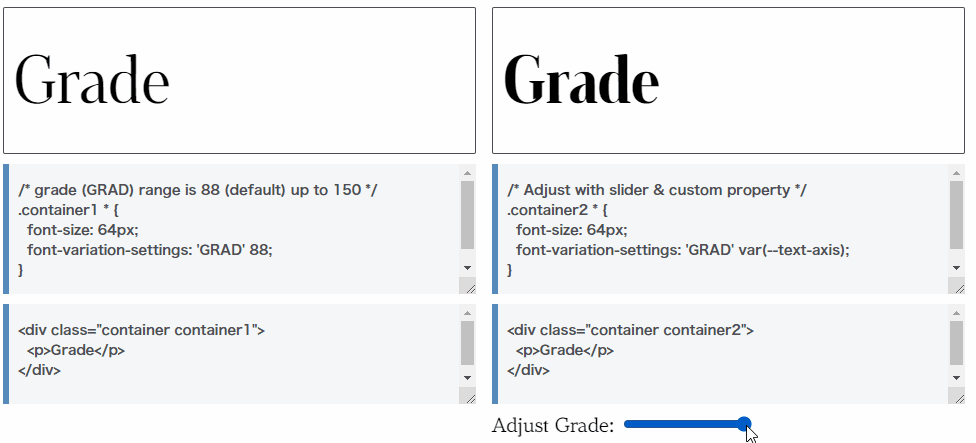 Grade
/* grade (GRAD) range is 88 (default) up to 150 */
.container1 * {
  font-size: 64px;
  font-variation-settings: 'GRAD' 88;
}
<div class="container container1">
  <p>Grade</p>
</div>
Grade
/* Adjust with slider & custom property */
.container2 * {
  font-size: 64px;
  font-variation-settings: 'GRAD' var(--text-axis);
}
<div class="container container2">
  <p>Grade</p>
</div>
Adjust Grade: